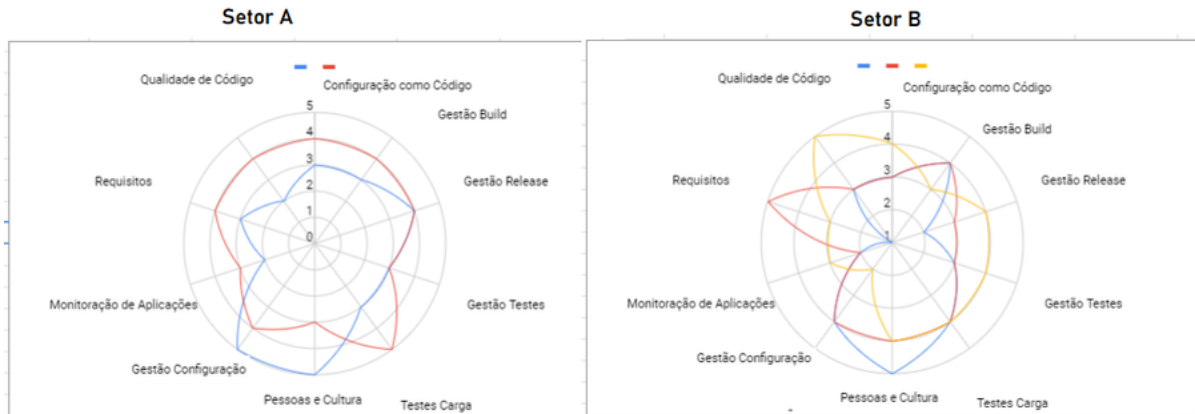 Setor A
Setor B
Qualidade de Código
Configuração como Código
Gestão Build
Gestão Release
Gestão Testes
Testes Carga
Pessoas e Cultura
Gestão Configuração
Monitoração de Aplicações
Requisitos
5
4
3
2
1
0
Qualidade de Código
Configuração como Código
Gestão Build
Gestão Release
Gestão Testes
Testes Carga
Pessoas e Cultura
Gestão Configuração
Monitoração de Aplicações
Requisitos
5
4
3
2
1